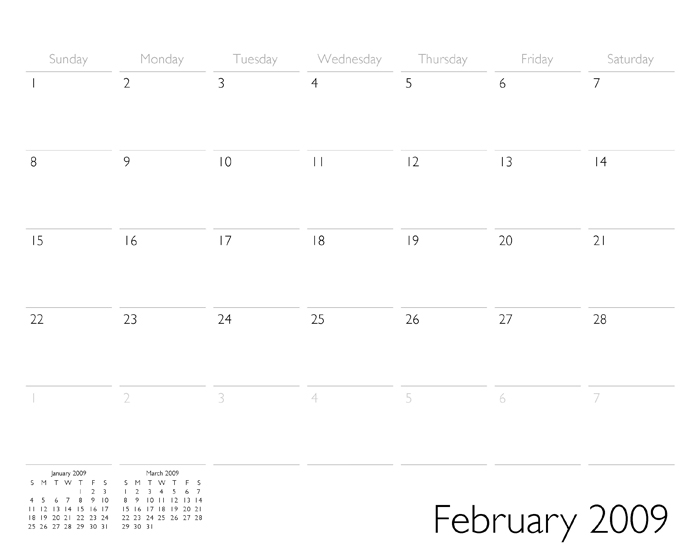 Sunday Monday Tuesday Wednesday Thursday Friday Saturday
1 2 3 4 5 6 7
8 9 10 11 12 13 14
15 16 17 18 19 20 21
22 23 24 25 26 27 28
1 2 3 4 5 6 7
January 2009
S M T W T F S
1 2 3
4 5 6 7 8 9 10
11 12 13 14 15 16 17
18 19 20 21 22 23 24
25 26 27 28 29 30 31
March 2009
S M T W T F S
1 2 3 4 5 6 7
8 9 10 11 12 13 14
15 16 17 18 19 20 21
22 23 24 25 26 27 28
29 30 31
February 2009